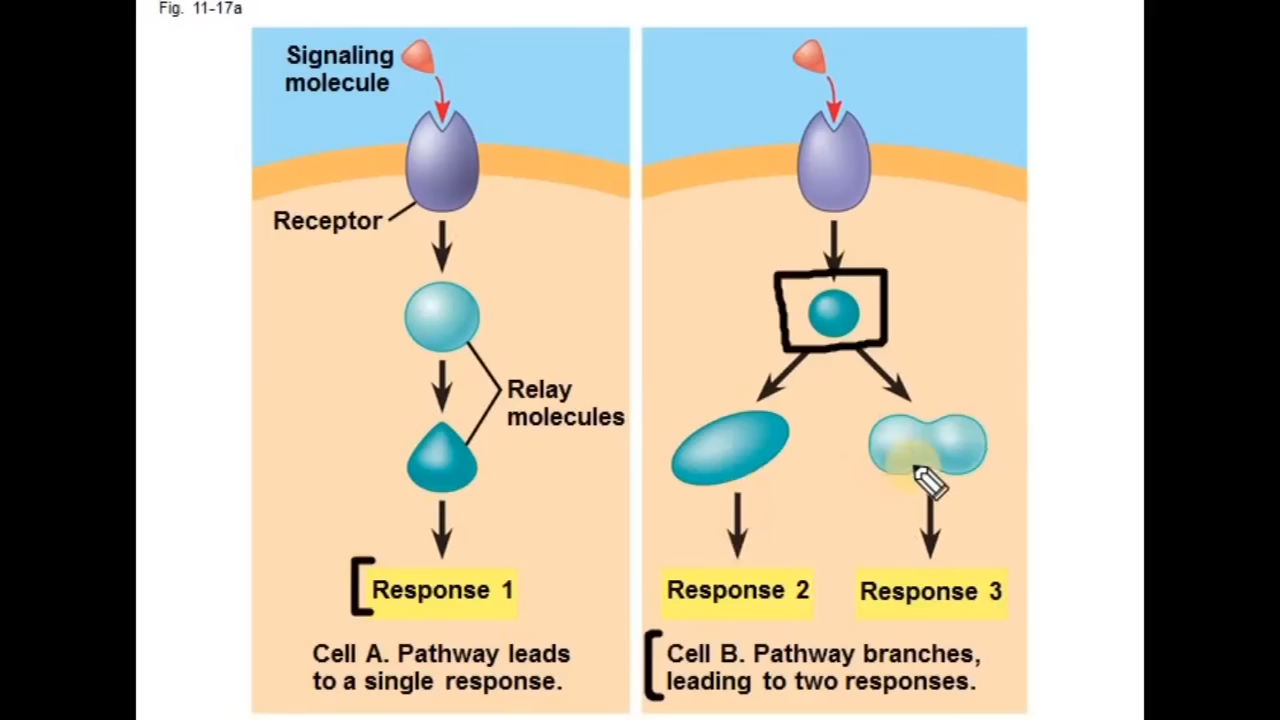 Fig. 11-17a
Signaling
molecule
Receptor
Relay
molecules
Response 1
Cell A. Pathway leads
to a single response.
Response 2
Response 3
Cell B. Pathway branches,
leading to two responses.